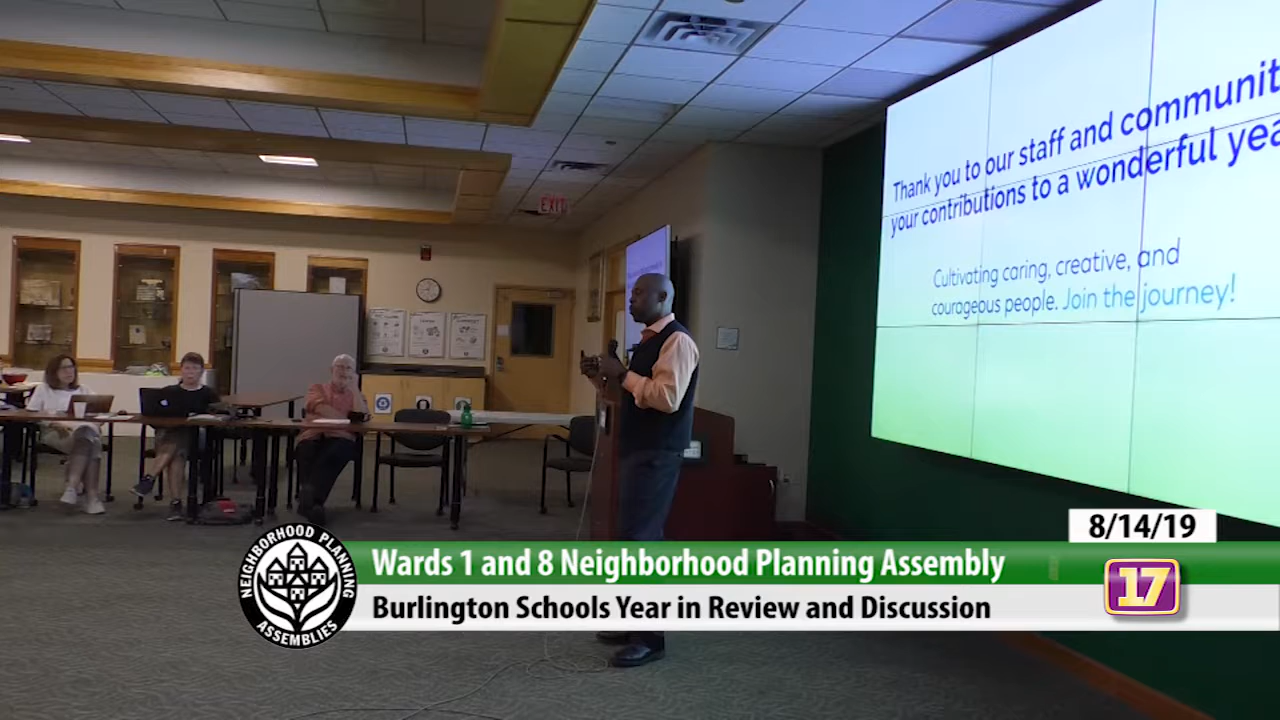 Thank you to our staff and communit
your contributions to a wonderful yea
Cultivating caring, creative, and
courageous people. Join the journey!
EXIT
8/14/19
Wards 1 and 8 Neighborhood Planning Assembly
17
Burlington Schools Year in Review and Discussion
NEIGHBORHOOD PLANNING
ASSEMBLIES